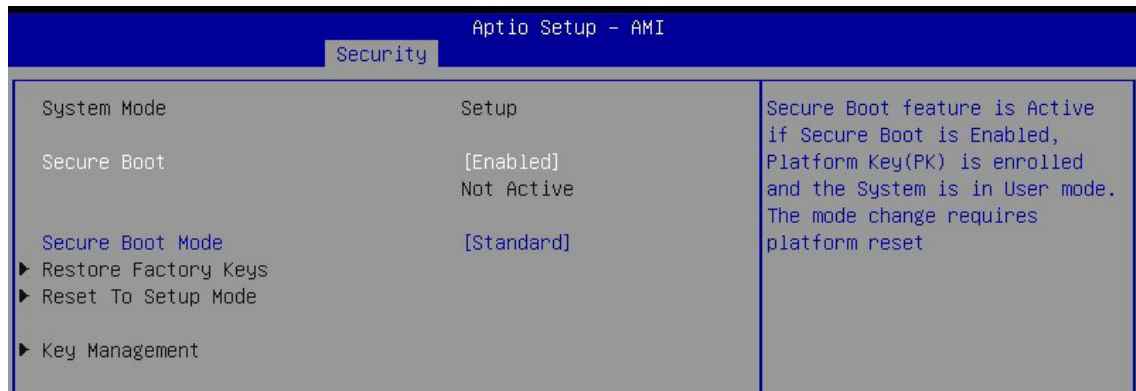 Aptio Setup – AMI
Security
System Mode Setup
Secure Boot [Enabled]
Not Active
Secure Boot Mode [Standard]
▶ Restore Factory Keys
▶ Reset To Setup Mode
▶ Key Management
Secure Boot feature is Active
if Secure Boot is Enabled,
Platform Key(PK) is enrolled
and the System is in User mode.
The mode change requires
platform reset